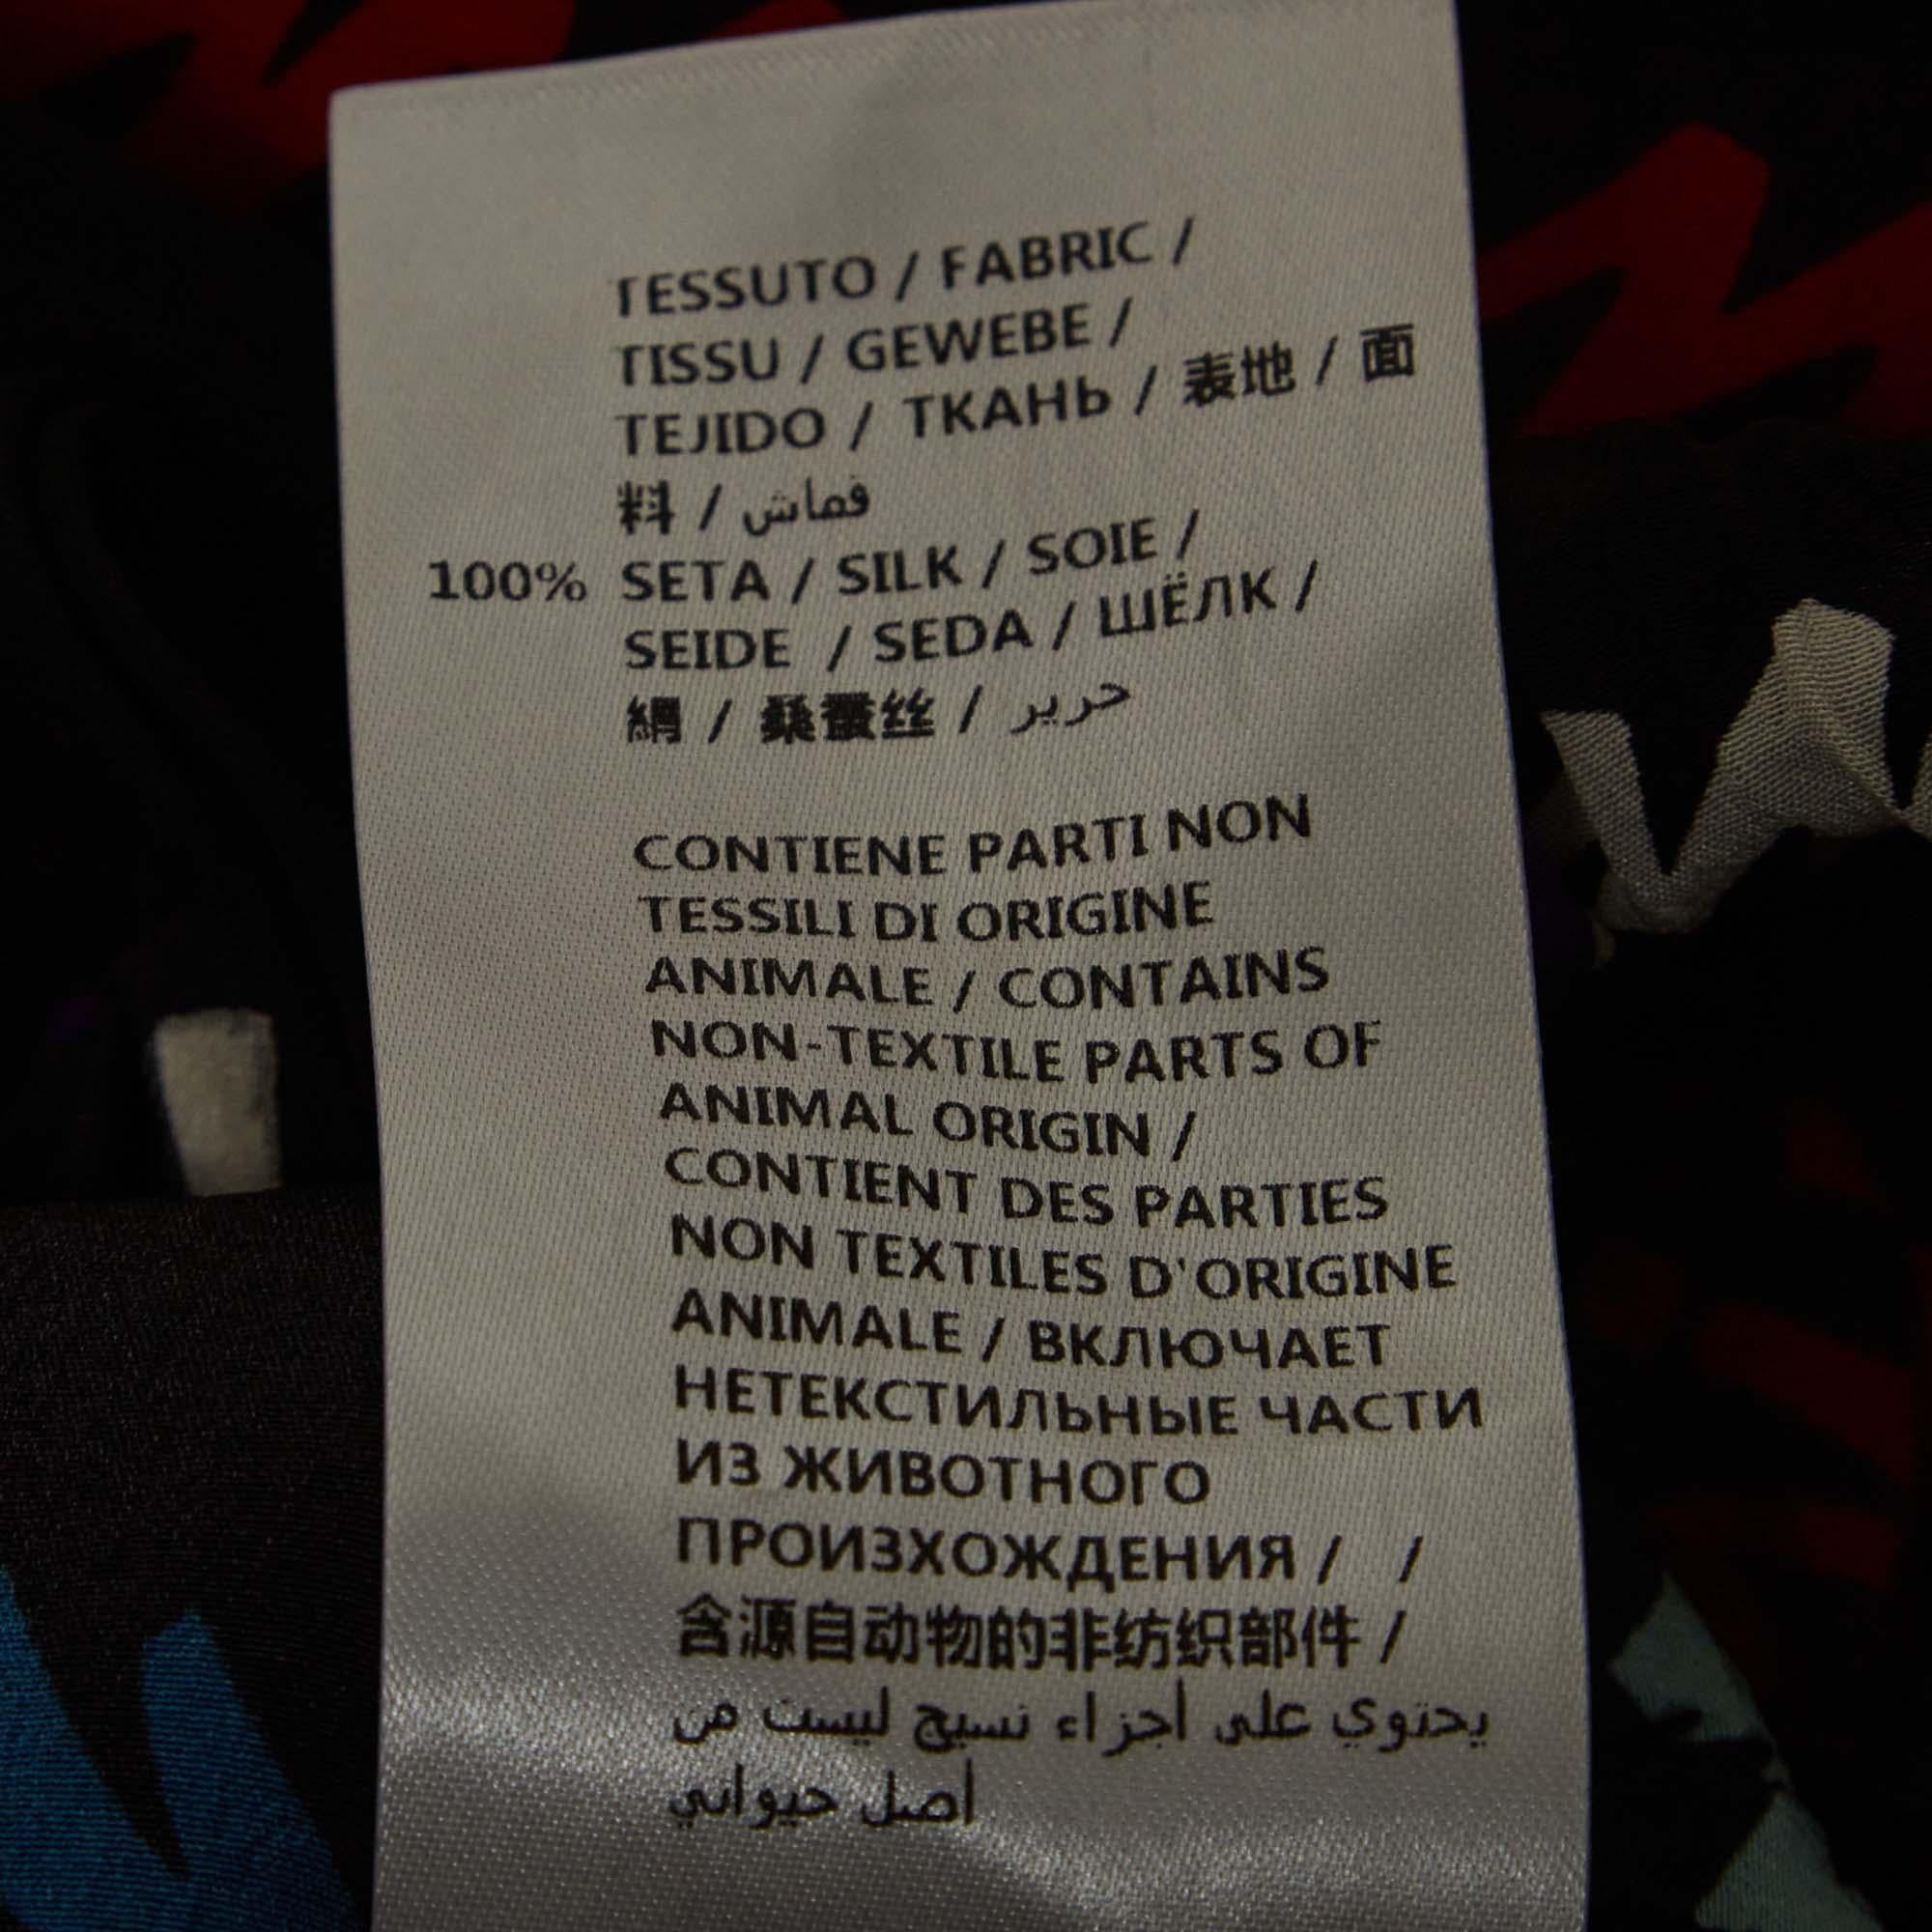 TESSUTO / FABRIC /
TISSU / GEWEBE /
TEJIDO / ТКАНЬ / 表地 / 面
料 / قماش
100% SETA / SILK / SOIE /
SEIDE / SEDA / ШЁЛК /
絹 / 桑蚕丝 / حرير
CONTIENE PARTI NON
TESSILI DI ORIGINE
ANIMALE / CONTAINS
NON-TEXTILE PARTS OF
ANIMAL ORIGIN /
CONTIENT DES PARTIES
NON TEXTILES D'ORIGINE
ANIMALE / ВКЛЮЧАЕТ
НЕТЕКСТИЛЬНЫЕ ЧАСТИ
ИЗ ЖИВОТНОГО
ПРОИЗХОЖДЕНИЯ / /
含源自动物的非纺织部件 /
يحتوي على أجزاء نسيج ليست من
أصل حيواني